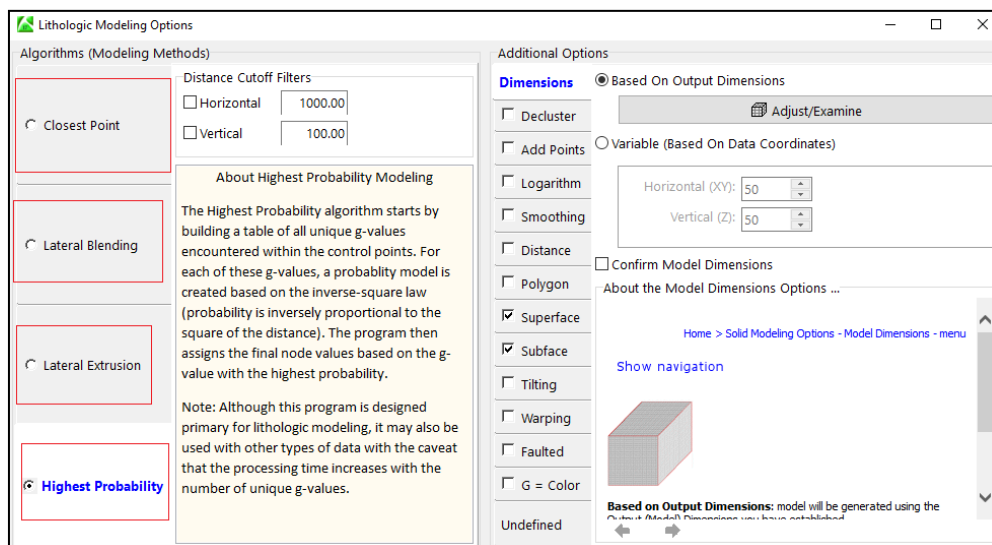 Lithologic Modeling Options
Algorithms (Modeling Methods)
Closest Point
Lateral Blending
Lateral Extrusion
Highest Probability
Distance Cutoff Filters
Horizontal 1000.00
Vertical 100.00
About Highest Probability Modeling
The Highest Probability algorithm starts by
building a table of all unique g-values
encountered within the control points. For
each of these g-values, a probablity model is
created based on the inverse-square law
(probability is inversely proportional to the
square of the distance). The program then
assigns the final node values based on the g-
value with the highest probability.
Note: Although this program is designed
primary for lithologic modeling, it may also be
used with other types of data with the caveat
that the processing time increases with the
number of unique g-values.
Additional Options
Dimensions
Decluster
Add Points
Logarithm
Smoothing
Distance
Polygon
Superface
Subface
Tilting
Warping
Faulted
G = Color
Undefined
Based On Output Dimensions
Adjust/Examine
Variable (Based On Data Coordinates)
Horizontal (XY): 50
Vertical (Z): 50
Confirm Model Dimensions
About the Model Dimensions Options ...
Home > Solid Modeling Options - Model Dimensions - menu
Show navigation
Based on Output Dimensions: model will be generated using the
Output (Model) Dimensions you have established